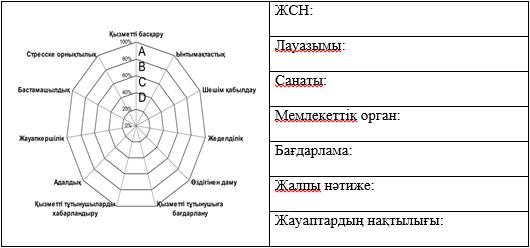 Қызметті басқару
100%
Стресске орнықтылық
A
Ынтымақтастық
80%
B
60%
C
Бастамашылдық
Шешім қабылдау
40%
D
20%
0%
Жауапкершілік
Жеделділік
Адалдық
Өздігінен даму
Қызметті тұтынушыларды
хабарландыру
Қызметті тұтынушыға
бағдарлану
ЖСН:
Лауазымы:
Санаты:
Мемлекеттік орган:
Бағдарлама:
Жалпы нәтиже:
Жауаптардың нақтылығы: